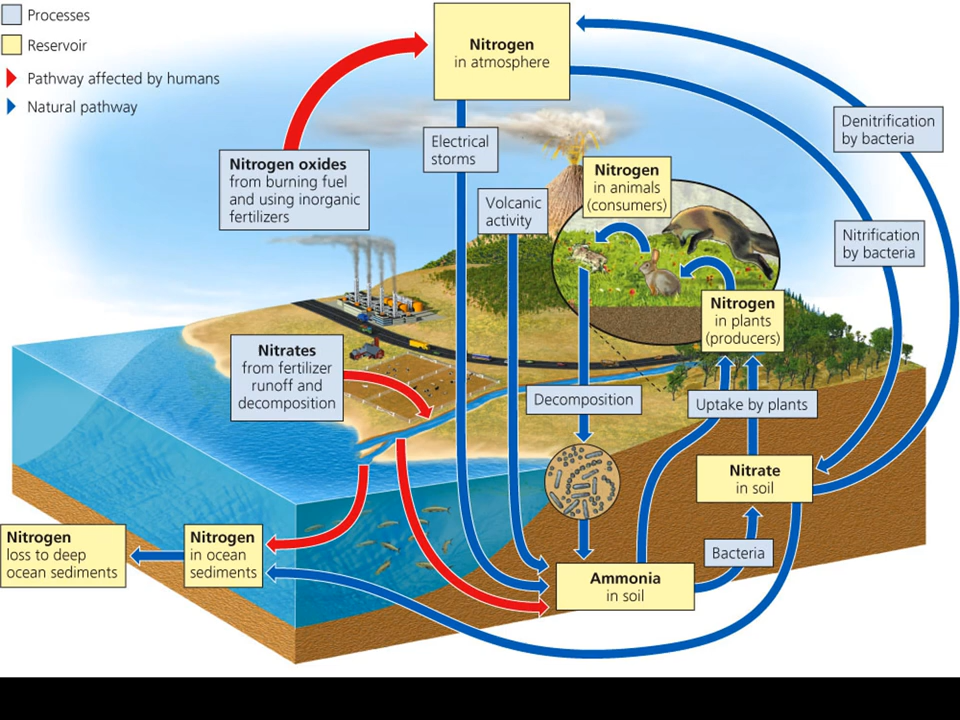 Processes
Reservoir
Pathway affected by humans
Natural pathway
Nitrogen
in atmosphere
Nitrogen oxides
from burning fuel
and using inorganic
fertilizers
Electrical
storms
Volcanic
activity
Nitrogen
in animals
(consumers)
Denitrification
by bacteria
Nitrification
by bacteria
Nitrogen
in plants
(producers)
Nitrates
from fertilizer
runoff and
decomposition
Decomposition
Uptake by plants
Nitrate
in soil
Nitrogen
loss to deep
ocean sediments
Nitrogen
in ocean
sediments
Bacteria
Ammonia
in soil